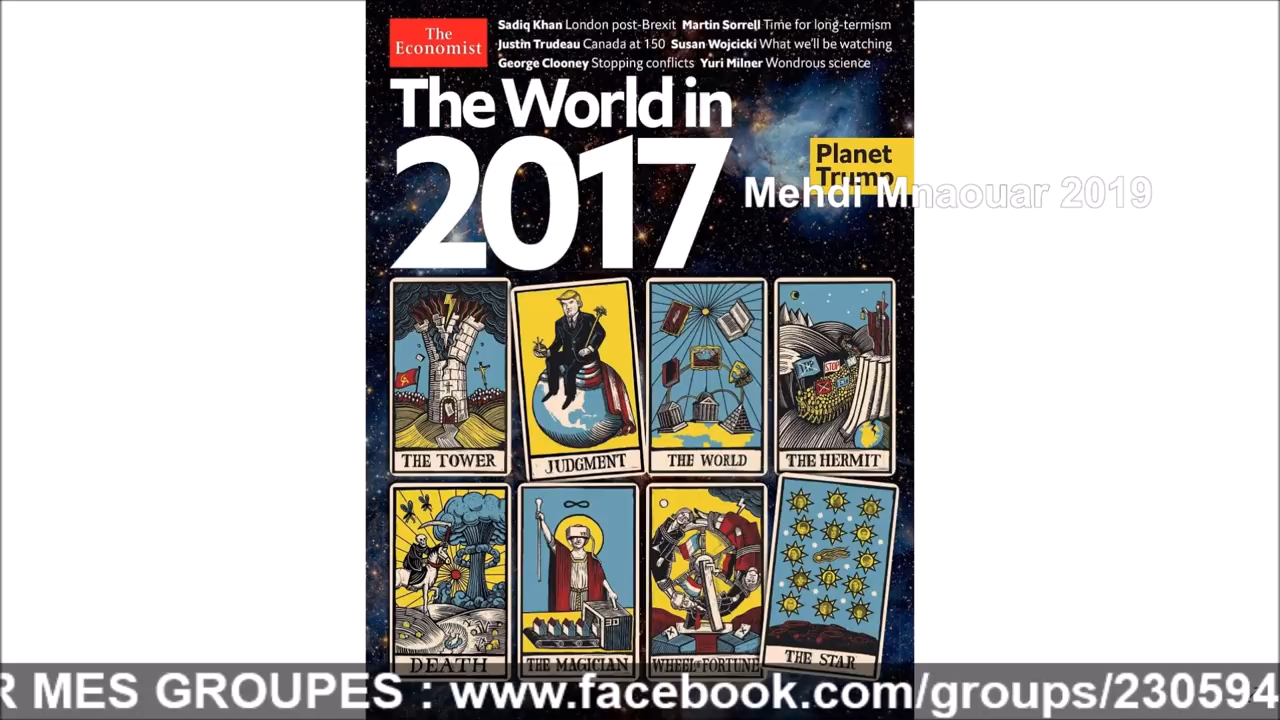 The
Economist
Sadiq Khan London post-Brexit Martin Sorrell Time for long-termism
Justin Trudeau Canada at 150 Susan Wojcicki What we'll be watching
George Clooney Stopping conflicts Yuri Milner Wondrous science
The World in
2017
Planet
Trump
Mehdi Mnaouar 2019
STOP
THE TOWER
JUDGMENT
THE WORLD
THE HERMIT
3D
DEATH
THE MAGICIAN
WHEEL OF FORTUNE
THE STAR
R MES GROUPES : www.facebook.com/groups/230594